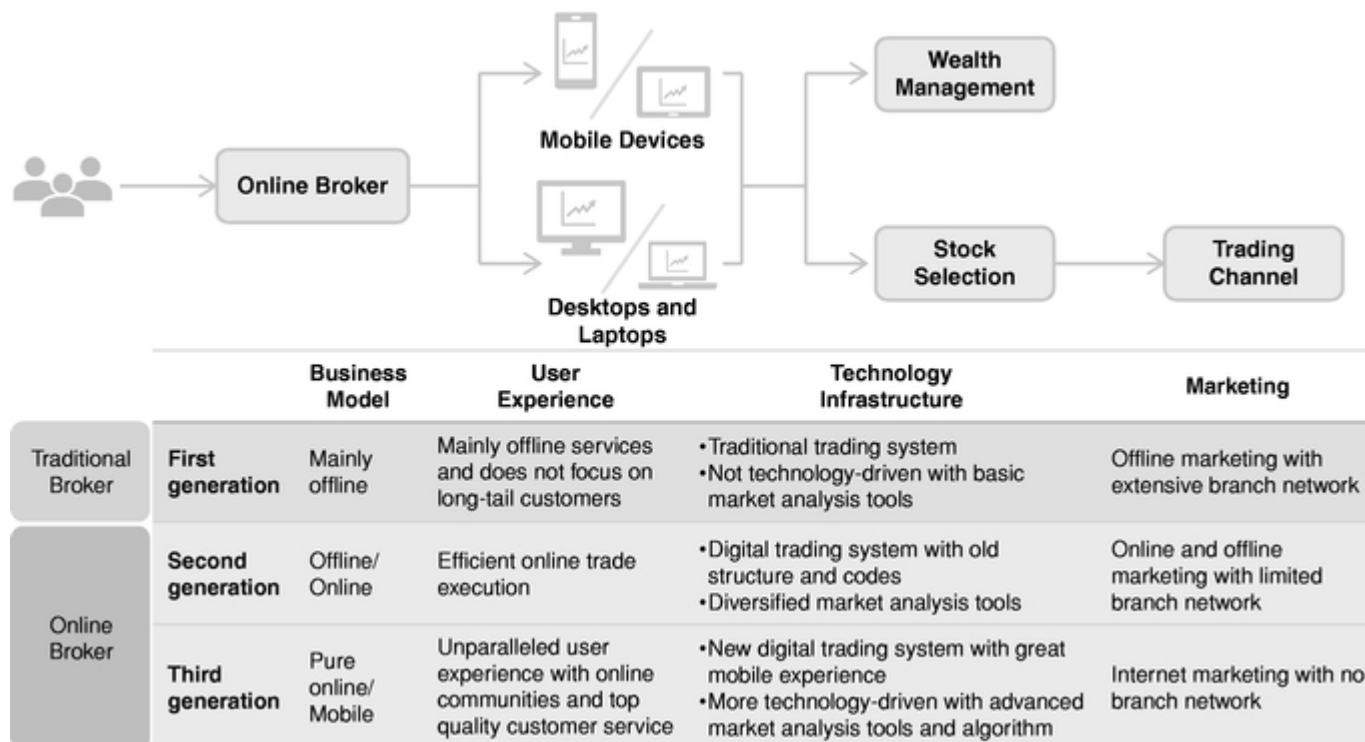 Wealth
Management
Mobile Devices
Online Broker
Stock
Selection
Trading
Channel
Desktops and
Laptops
Business
Model
User
Experience
Technology
Infrastructure
Marketing
Traditional
Broker
First
generation
Mainly
offline
Mainly offline services
and does not focus on
long-tail customers
•Traditional trading system
•Not technology-driven with basic
market analysis tools
Offline marketing with
extensive branch network
Online
Broker
Second
generation
Offline/
Online
Efficient online trade
execution
•Digital trading system with old
structure and codes
•Diversified market analysis tools
Online and offline
marketing with limited
branch network
Third
generation
Pure
online/
Mobile
Unparalleled user
experience with online
communities and top
quality customer service
•New digital trading system with great
mobile experience
•More technology-driven with advanced
market analysis tools and algorithm
Internet marketing with no
branch network